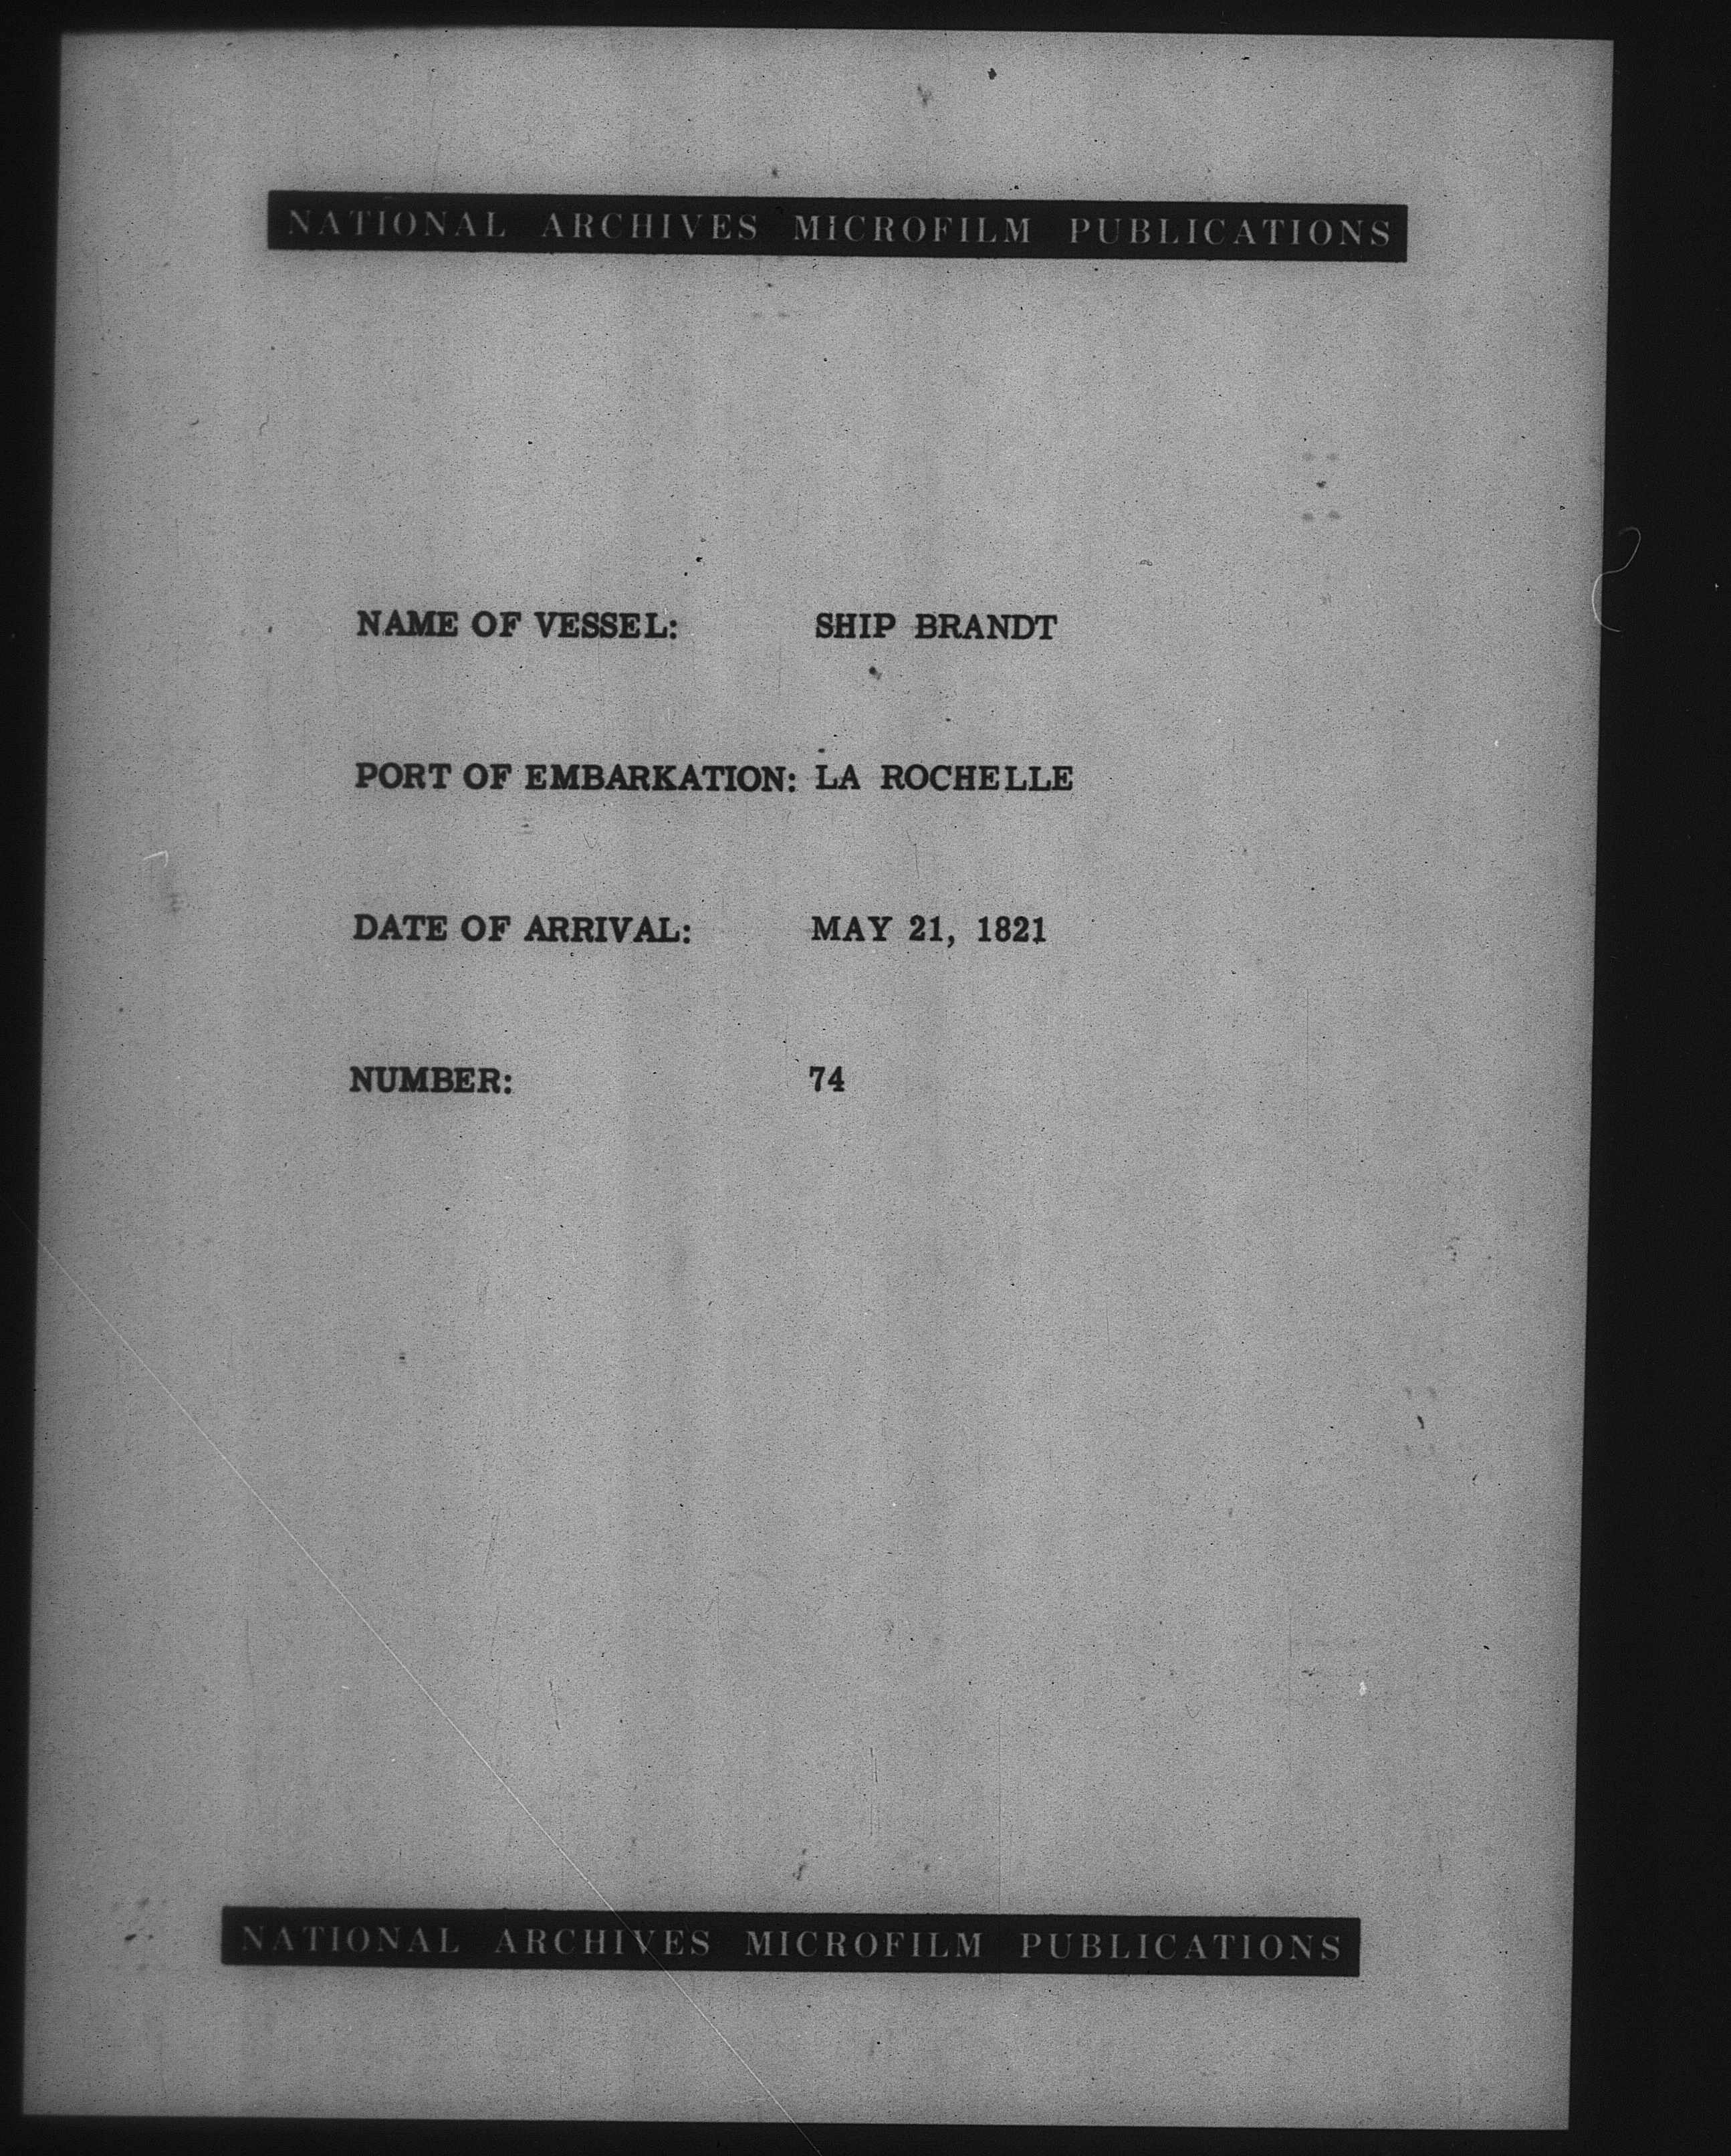 NATIONAL ARCHIVES MICROFILM PUBLICATIONS
NAME OF VESSEL: SHIP BRANDT
PORT OF EMBARKATION: LA ROCHELLE
DATE OF ARRIVAL: MAY 21, 1821
NUMBER: 74
NATIONAL ARCHIVES MICROFILM PUBLICATIONS